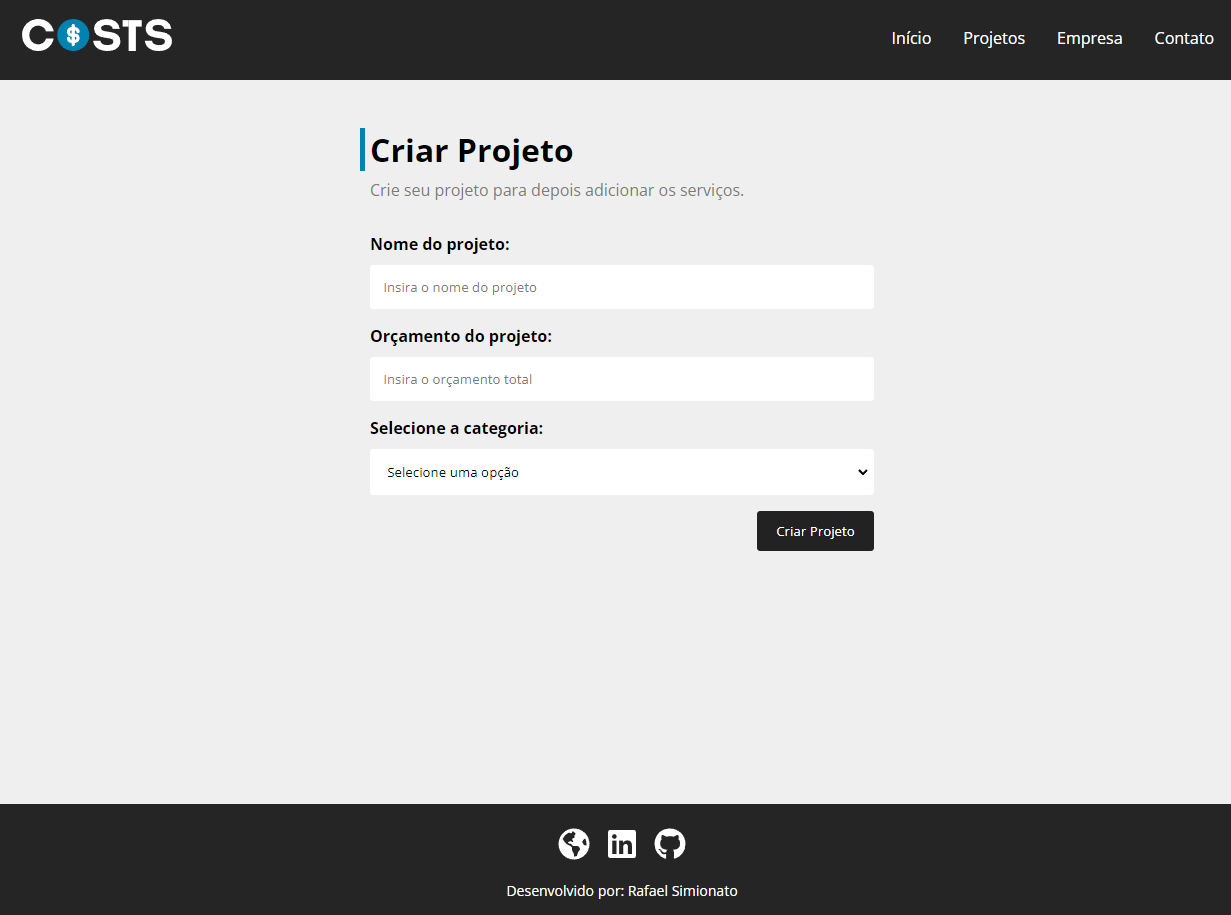 C$STS
Início Projetos Empresa Contato
Criar Projeto
Crie seu projeto para depois adicionar os serviços.
Nome do projeto:
Insira o nome do projeto
Orçamento do projeto:
Insira o orçamento total
Selecione a categoria:
Selecione uma opção
Criar Projeto
in
Desenvolvido por: Rafael Simionato